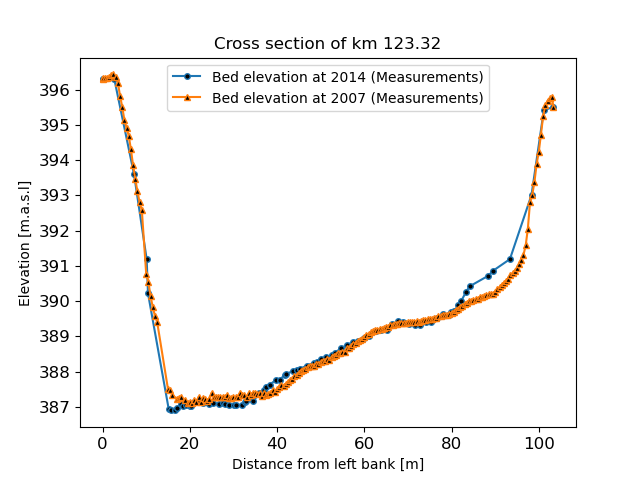 Cross section of km 123.32
Bed elevation at 2014 (Measurements)
Bed elevation at 2007 (Measurements)
Elevation [m.a.s.l]
396
395
394
393
392
391
390
389
388
387
0 20 40 60 80 100
Distance from left bank [m]